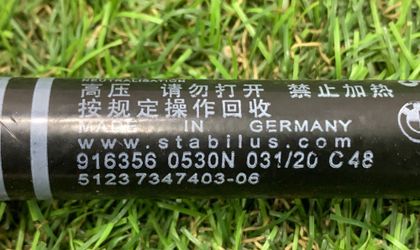 NEUTRALISATION
高压 请勿打开 禁止加热
按规定操作回收
MADE IN GERMANY
www.stabilus.com
916356 0530N 031/20 C48
5123 7347403-06